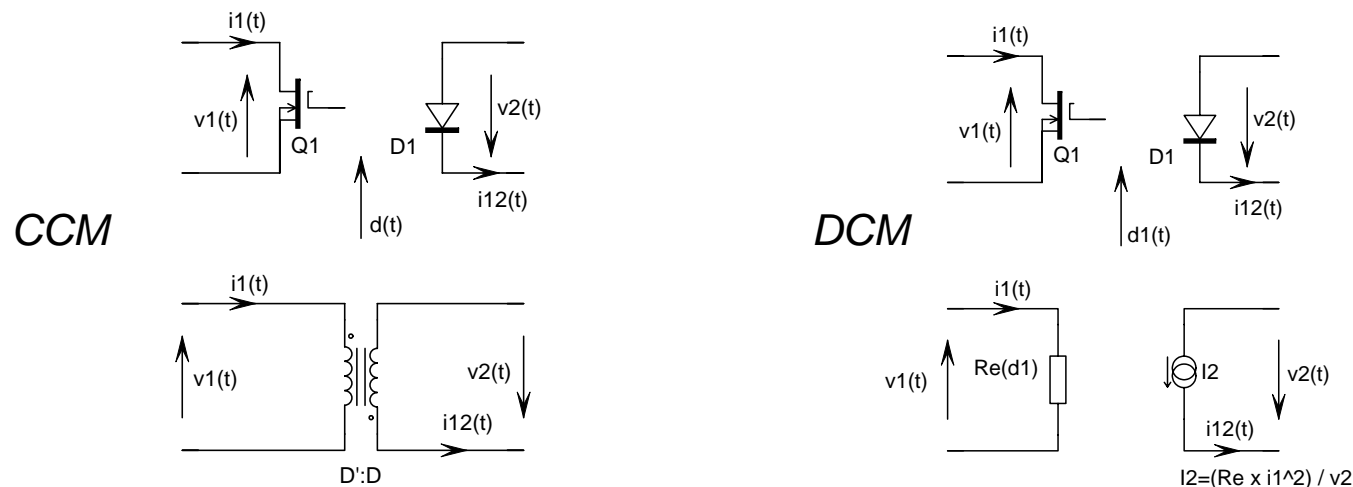 i1(t)
v1(t)
Q1
D1
v2(t)
i12(t)
d(t)
CCM
i1(t)
v1(t)
v2(t)
i12(t)
D':D
i1(t)
v1(t)
Q1
D1
v2(t)
i12(t)
d1(t)
DCM
i1(t)
v1(t)
Re(d1)
I2
v2(t)
i12(t)
I2=(Re x i1^2) / v2